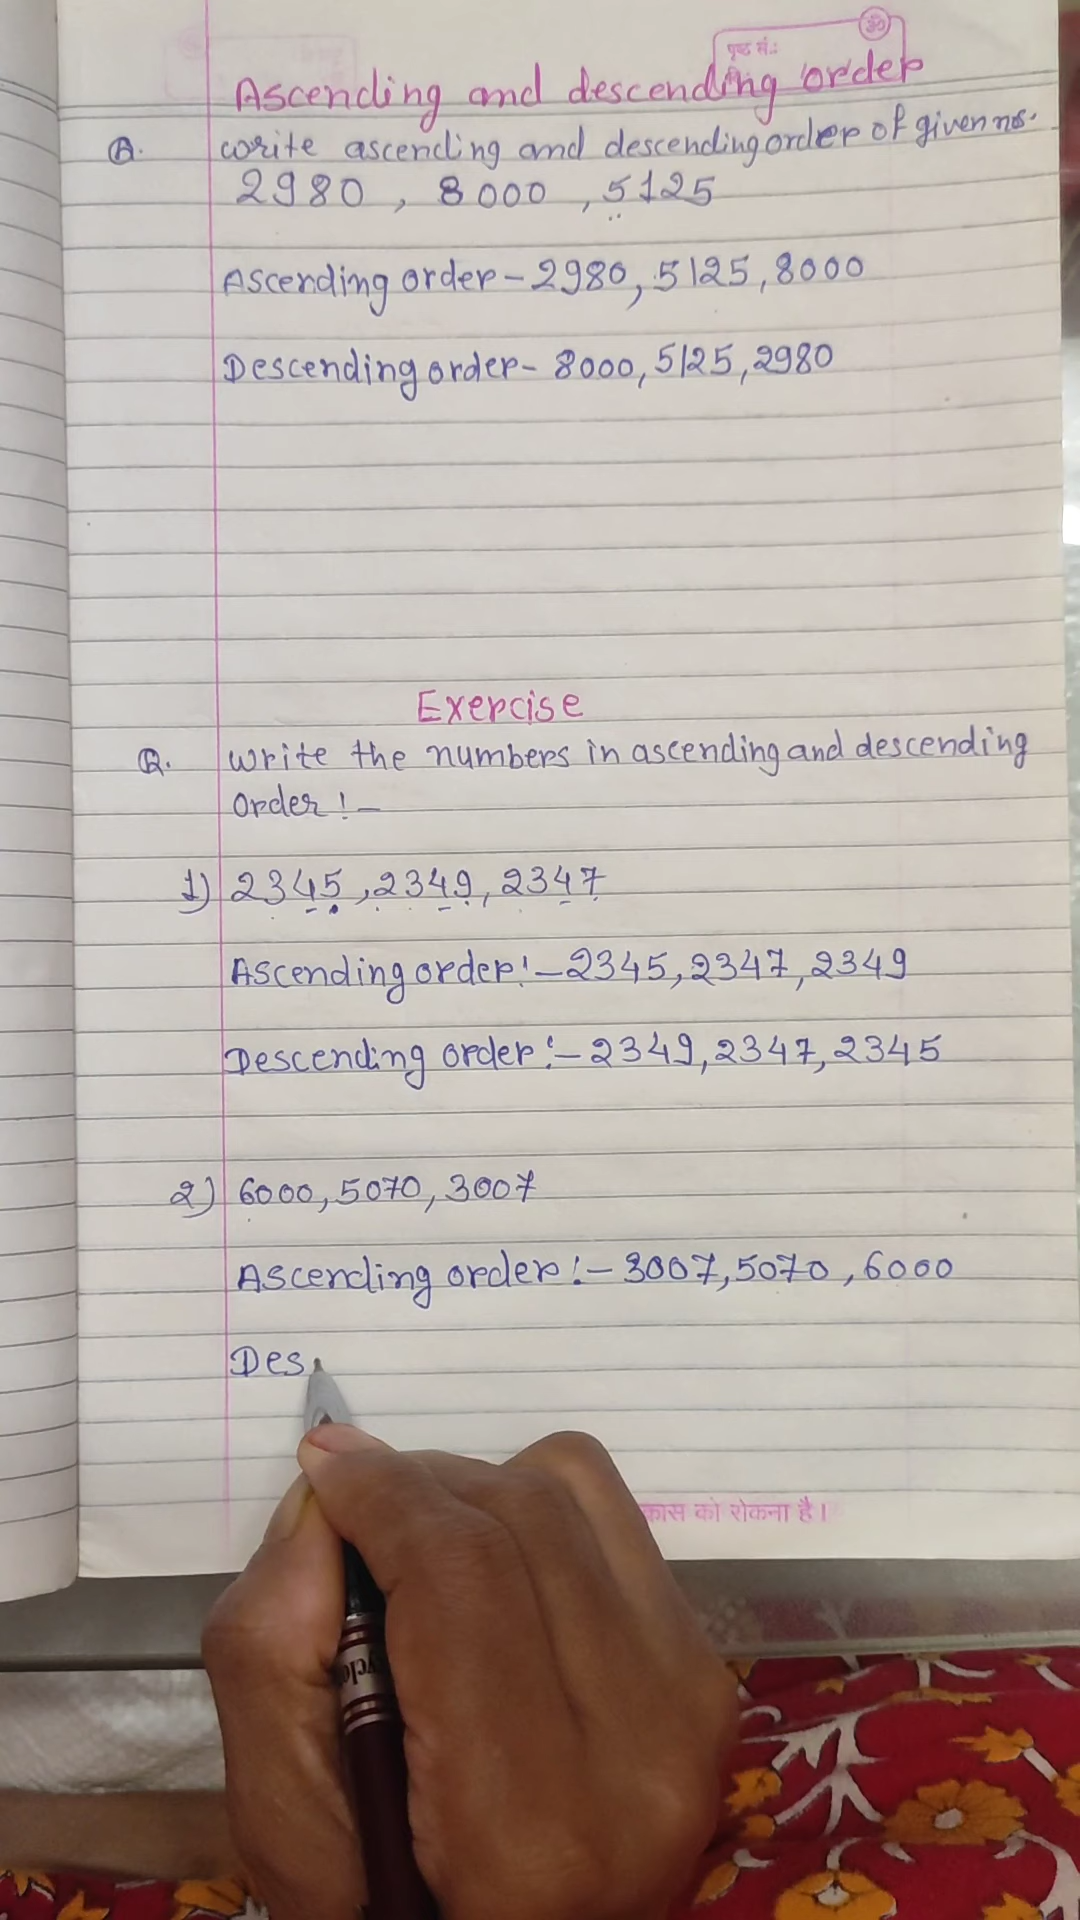 पृष्ठ सं.:
Ascending and descending order
Q. Write ascending and descending order of given no.
2980, 8000, 5125
Ascending order - 2980, 5125, 8000
Descending order - 8000, 5125, 2980
Exercise
Q. Write the numbers in ascending and descending
order :-
1) 2345, 2349, 2347
Ascending order :- 2345, 2347, 2349
Descending order :- 2349, 2347, 2345
2) 6000, 5070, 3007
Ascending order :- 3007, 5070, 6000
Des
को रोकना है।